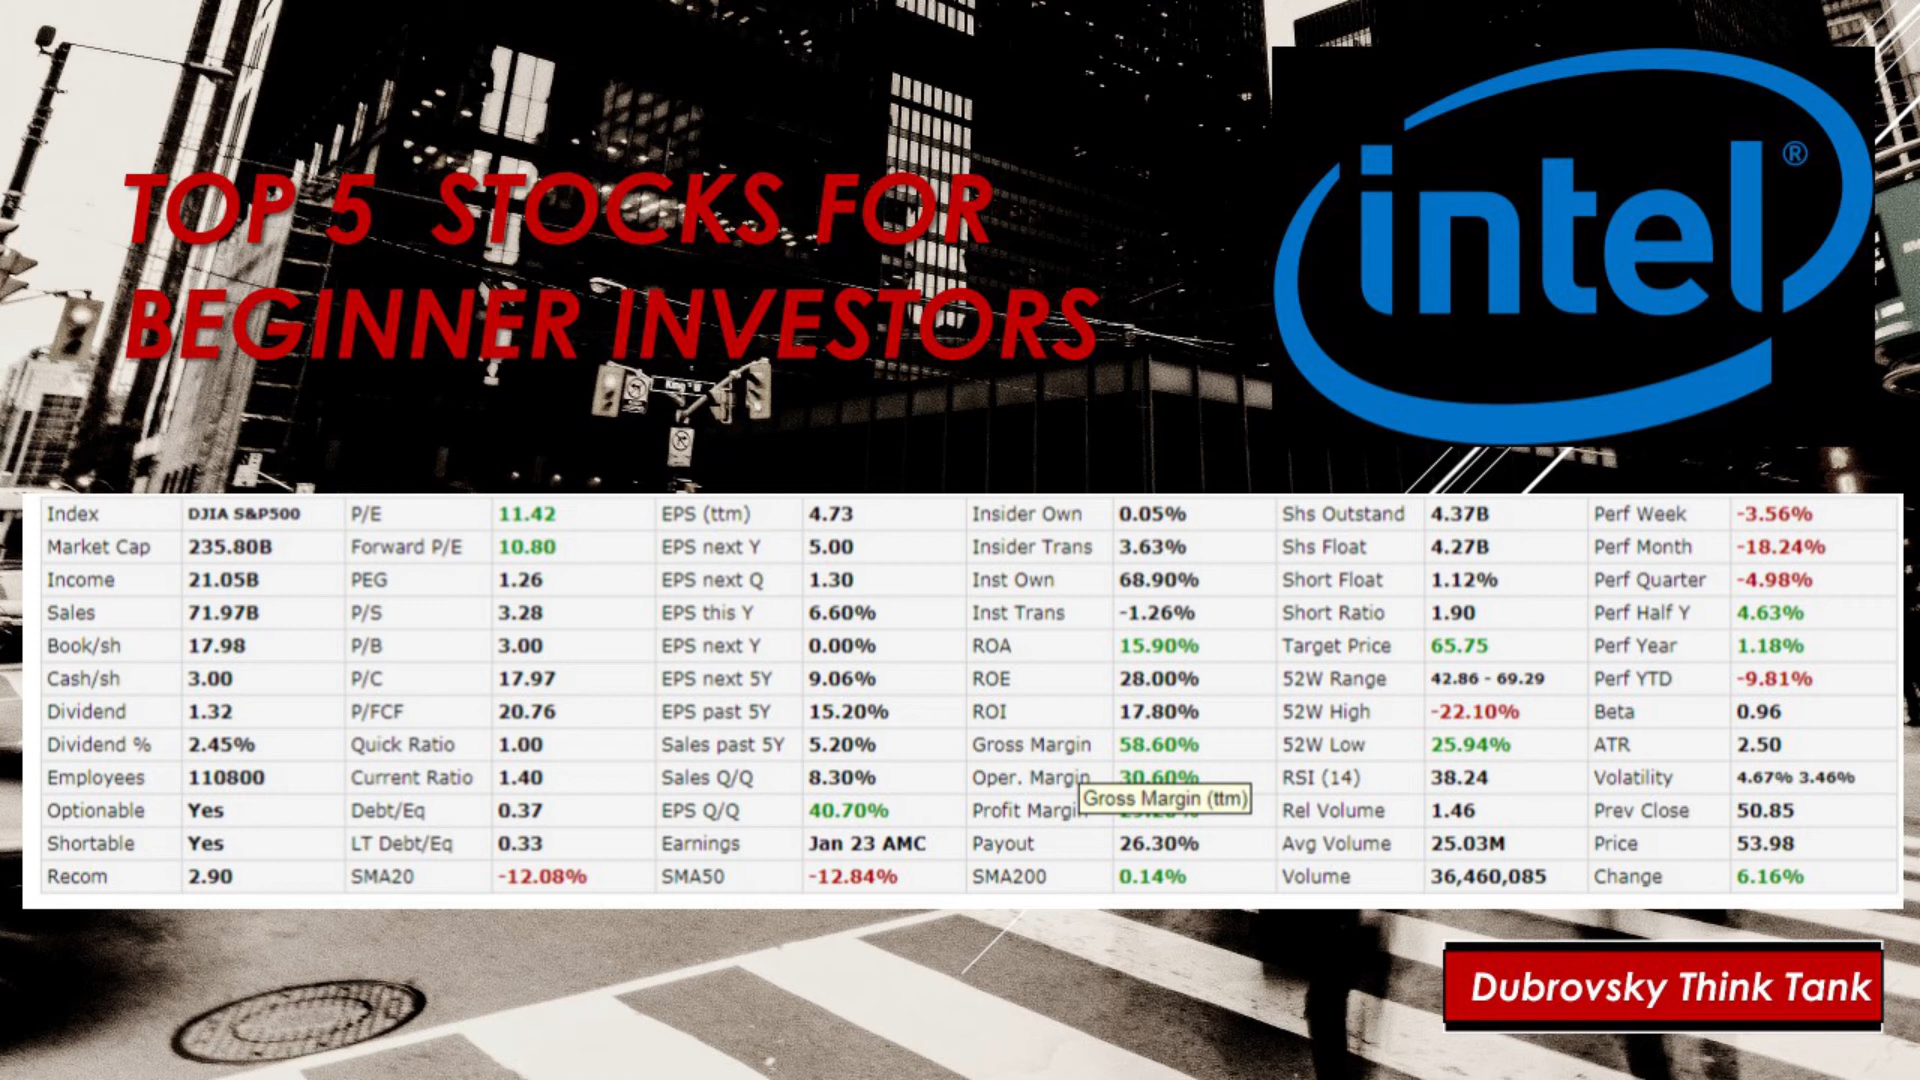 TOP 5 STOCKS FOR
BEGINNER INVESTORS
intel®
Index DJIA S&P500 P/E 11.42 EPS (ttm) 4.73 Insider Own 0.05% Shs Outstand 4.37B Perf Week -3.56%
Market Cap 235.80B Forward P/E 10.80 EPS next Y 5.00 Insider Trans 3.63% Shs Float 4.27B Perf Month -18.24%
Income 21.05B PEG 1.26 EPS next Q 1.30 Inst Own 68.90% Short Float 1.12% Perf Quarter -4.98%
Sales 71.97B P/S 3.28 EPS this Y 6.60% Inst Trans -1.26% Short Ratio 1.90 Perf Half Y 4.63%
Book/sh 17.98 P/B 3.00 EPS next Y 0.00% ROA 15.90% Target Price 65.75 Perf Year 1.18%
Cash/sh 3.00 P/C 17.97 EPS next 5Y 9.06% ROE 28.00% 52W Range 42.86 - 69.29 Perf YTD -9.81%
Dividend 1.32 P/FCF 20.76 EPS past 5Y 15.20% ROI 17.80% 52W High -22.10% Beta 0.96
Dividend % 2.45% Quick Ratio 1.00 Sales past 5Y 5.20% Gross Margin 58.60% 52W Low 25.94% ATR 2.50
Employees 110800 Current Ratio 1.40 Sales Q/Q 8.30% Oper. Margin 30.60% RSI (14) 38.24 Volatility 4.67% 3.46%
Gross Margin (ttm)
Optionable Yes Debt/Eq 0.37 EPS Q/Q 40.70% Profit Margin Rel Volume 1.46 Prev Close 50.85
Shortable Yes LT Debt/Eq 0.33 Earnings Jan 23 AMC Payout 26.30% Avg Volume 25.03M Price 53.98
Recom 2.90 SMA20 -12.08% SMA50 -12.84% SMA200 0.14% Volume 36,460,085 Change 6.16%
Dubrovsky Think Tank